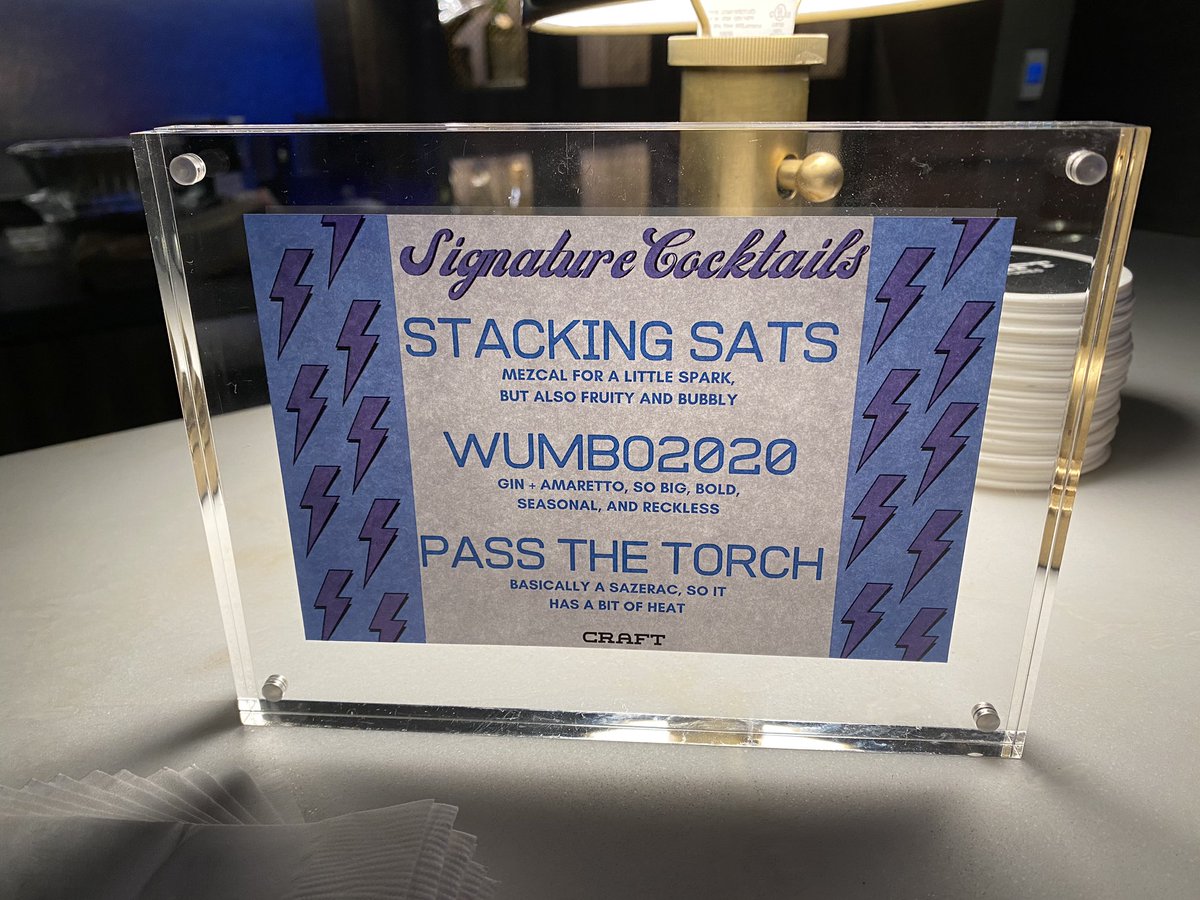 Signature Cocktails
STACKING SATS
MEZCAL FOR A LITTLE SPARK,
BUT ALSO FRUITY AND BUBBLY
WUMBO2020
GIN + AMARETTO, SO BIG, BOLD,
SEASONAL, AND RECKLESS
PASS THE TORCH
BASICALLY A SAZERAC, SO IT
HAS A BIT OF HEAT
CRAFT